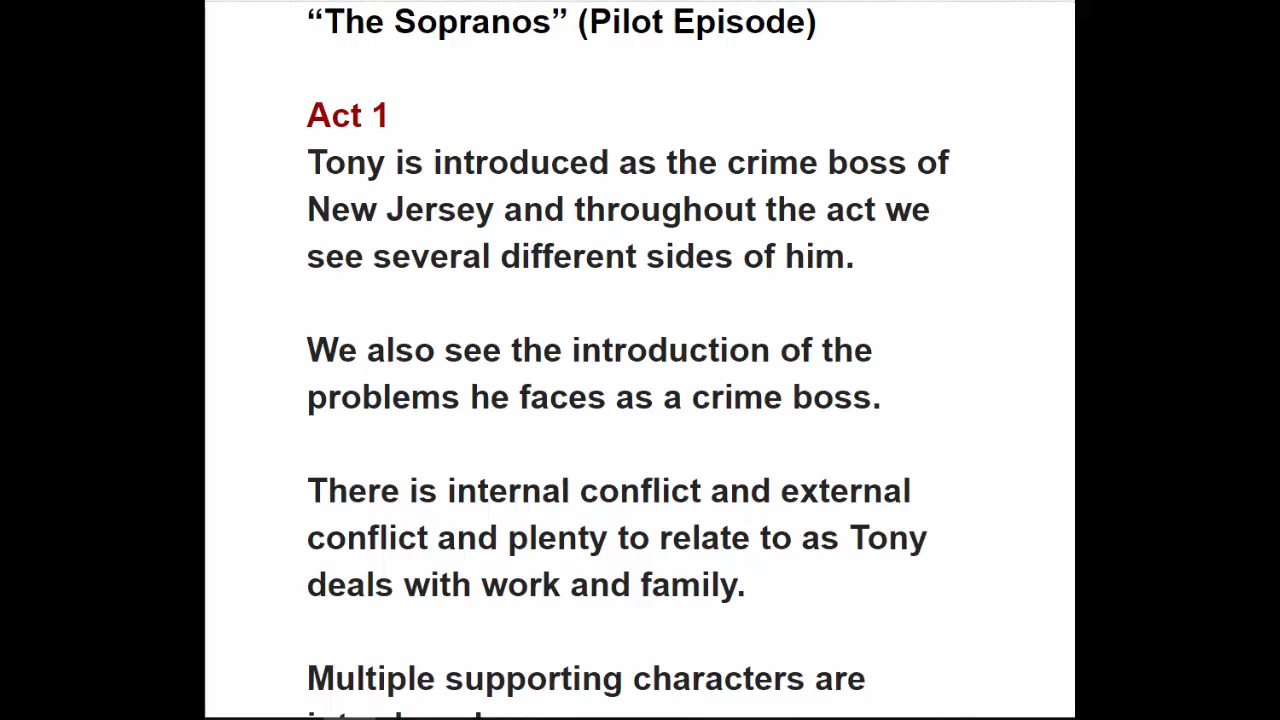 “The Sopranos” (Pilot Episode)
Act 1
Tony is introduced as the crime boss of
New Jersey and throughout the act we
see several different sides of him.
We also see the introduction of the
problems he faces as a crime boss.
There is internal conflict and external
conflict and plenty to relate to as Tony
deals with work and family.
Multiple supporting characters are